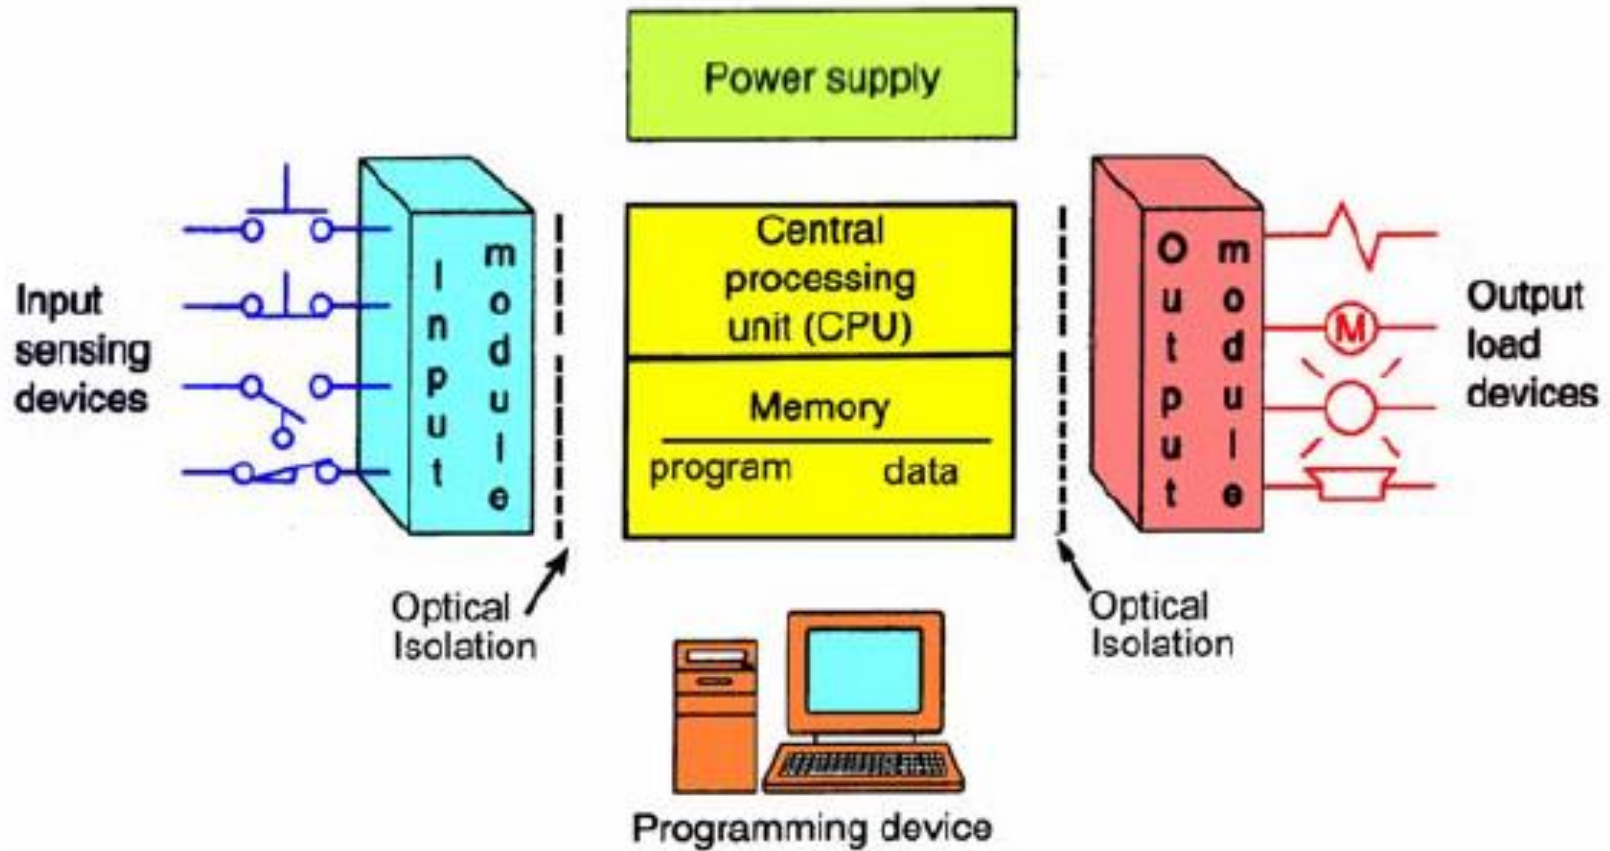 Power supply
Input
sensing
devices
Input
module
Central
processing
unit (CPU)
Memory
program data
Output
module
M
Output
load
devices
Optical
Isolation
Optical
Isolation
Programming device